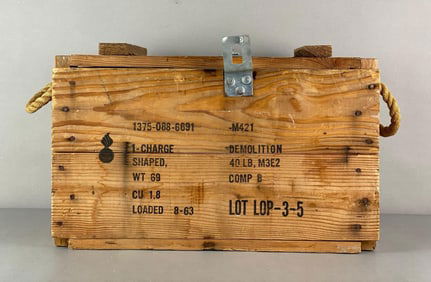 1375-088-6691 -M421
1-CHARGE -DEMOLITION
SHAPED, 40 LB, M3E2
WT 69 COMP B
CU 1.8
LOADED 8-63 LOT LOP-3-5